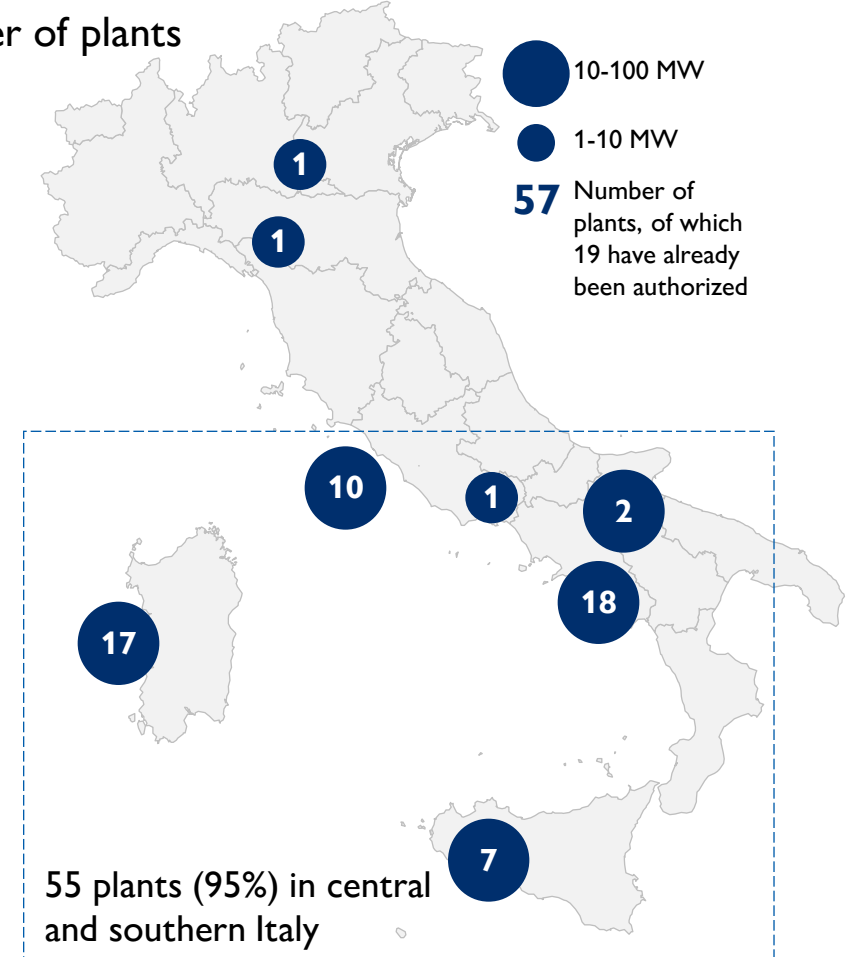 er of plants
10-100 MW
1-10 MW
57 Number of
plants, of which
19 have already
been authorized
1
1
10
1
2
18
17
7
55 plants (95%) in central
and southern Italy